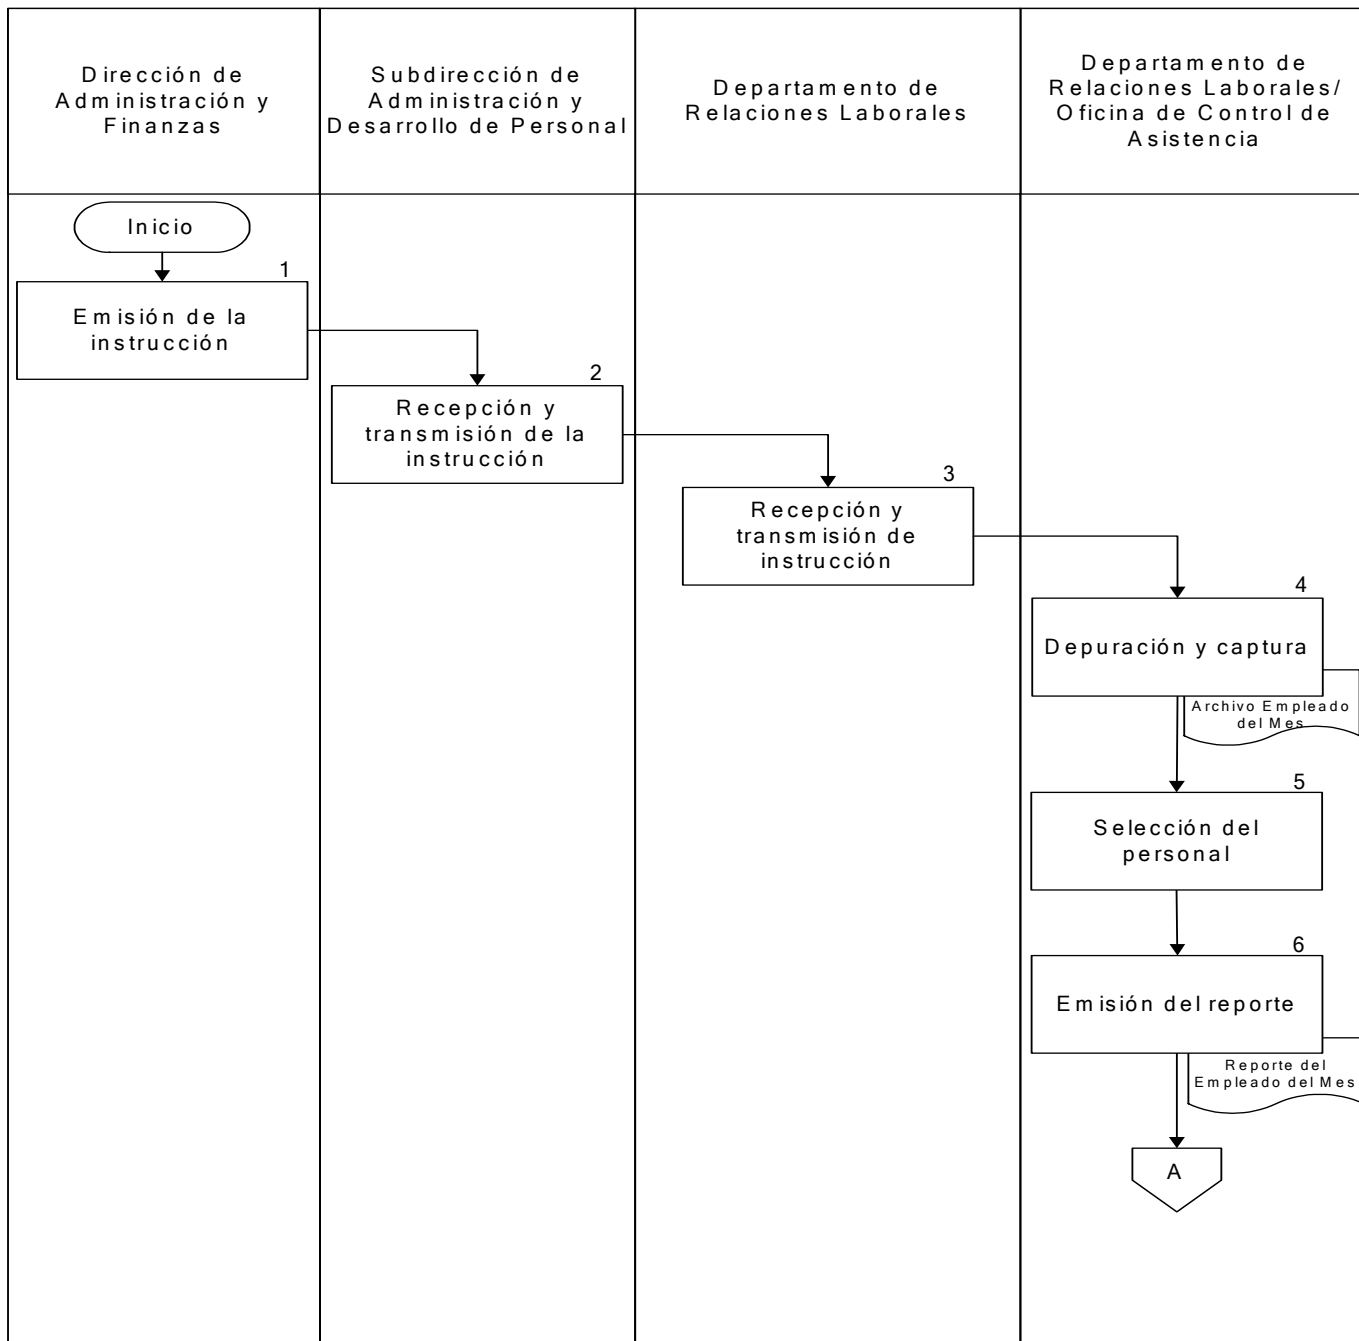 Dirección de
Administración y
Finanzas
Subdirección de
Administración y
Desarrollo de Personal
Departamento de
Relaciones Laborales
Departamento de
Relaciones Laborales/
Oficina de Control de
Asistencia
Inicio
1
Emisión de la
instrucción
2
Recepción y
transmisión de la
instrucción
3
Recepción y
transmisión de
instrucción
4
Depuración y captura
Archivo Empleado
del Mes
5
Selección del
personal
6
Emisión del reporte
Reporte del
Empleado del Mes
A